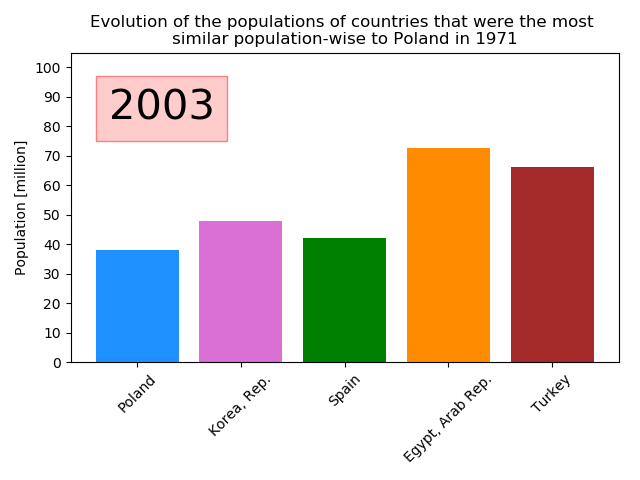 Evolution of the populations of countries that were the most
similar population-wise to Poland in 1971
2003
Population [million]
100
90
80
70
60
50
40
30
20
10
0
Poland
Korea, Rep.
Spain
Egypt, Arab Rep.
Turkey